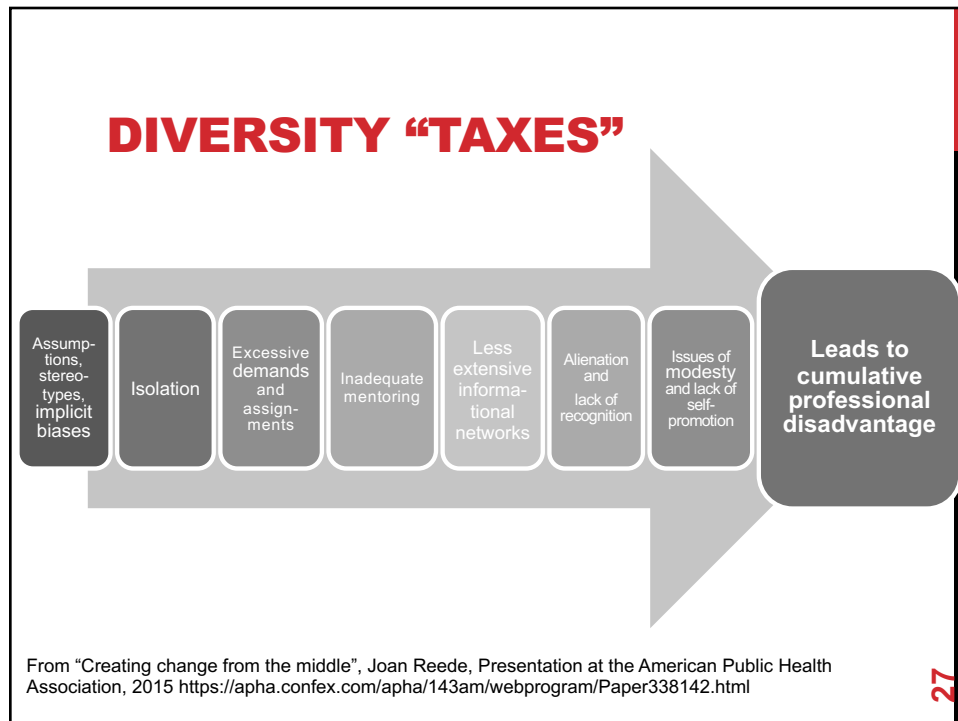 DIVERSITY “TAXES”
Assump-
tions,
stereo-
types,
implicit
biases
Isolation
Excessive
demands
and
assign-
ments
Inadequate
mentoring
Less
extensive
informa-
tional
networks
Alienation
and
lack of
recognition
Issues of
modesty
and lack of
self-
promotion
Leads to
cumulative
professional
disadvantage
From “Creating change from the middle”, Joan Reede, Presentation at the American Public Health
Association, 2015 https://apha.confex.com/apha/143am/webprogram/Paper338142.html
27